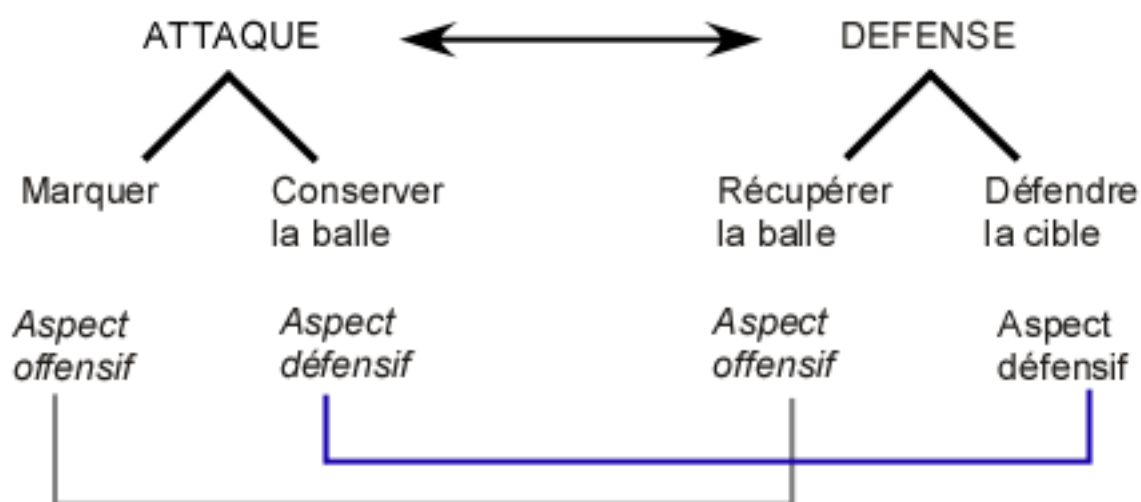 ATTAQUE DEFENSE
Marquer Conserver Récupérer Défendre
la balle la balle la cible
Aspect Aspect Aspect Aspect
offensif défensif offensif défensif